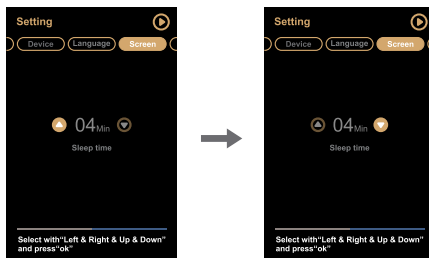 Setting
Device Language Screen
04Min
Sleep time
Select with“Left & Right & Up & Down”
and press“ok”
Setting
Device Language Screen
04Min
Sleep time
Select with“Left & Right & Up & Down”
and press“ok”